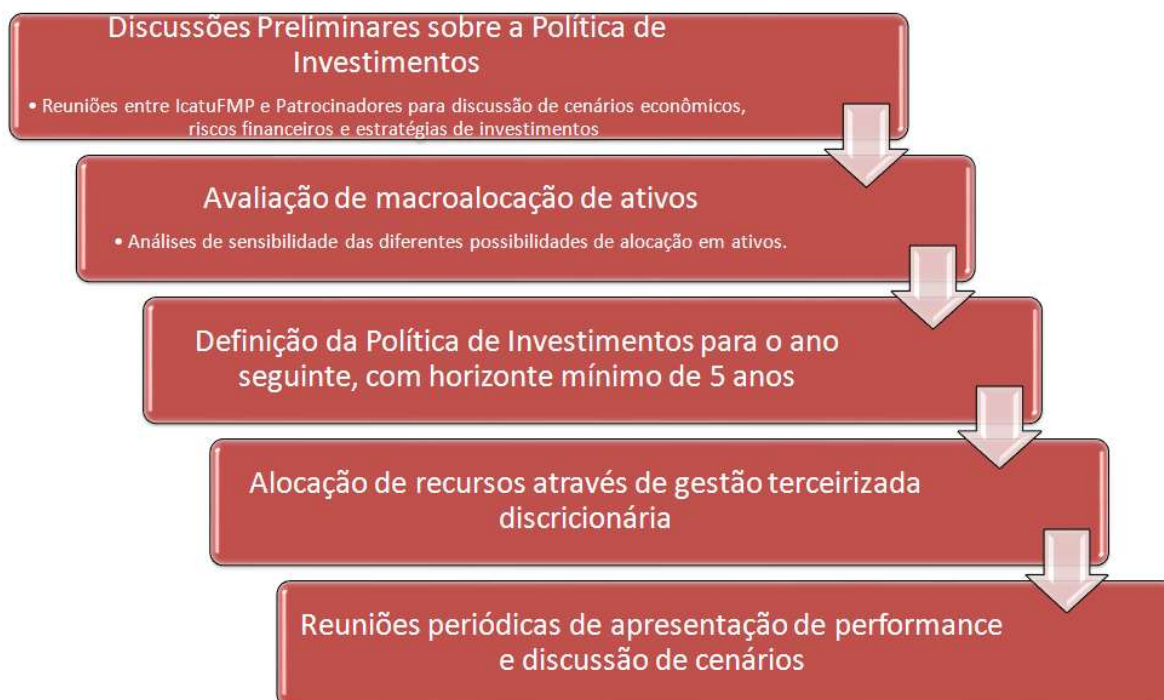 Discussões Preliminares sobre a Política de
Investimentos
• Reuniões entre IcatuFMP e Patrocinadores para discussão de cenários econômicos,
riscos financeiros e estratégias de investimentos
Avaliação de macroalocação de ativos
• Análises de sensibilidade das diferentes possibilidades de alocação em ativos.
Definição da Política de Investimentos para o ano
seguinte, com horizonte mínimo de 5 anos
Alocação de recursos através de gestão terceirizada
discricionária
Reuniões periódicas de apresentação de performance
e discussão de cenários